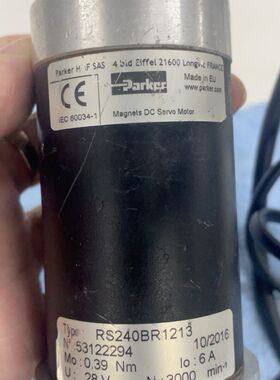 Parker HAF SAS 4 bld Eiffel 21600 Longvic FRANCE
CE
IEC 60034-1
Parker
Made in EU
www.parker.com
Magnets DC Servo Motor
Type RS240BR1213
N° 53122294 10/2016
Mo: 0.39 Nm Io: 6 A
U: 28 V N: 3000 min-1